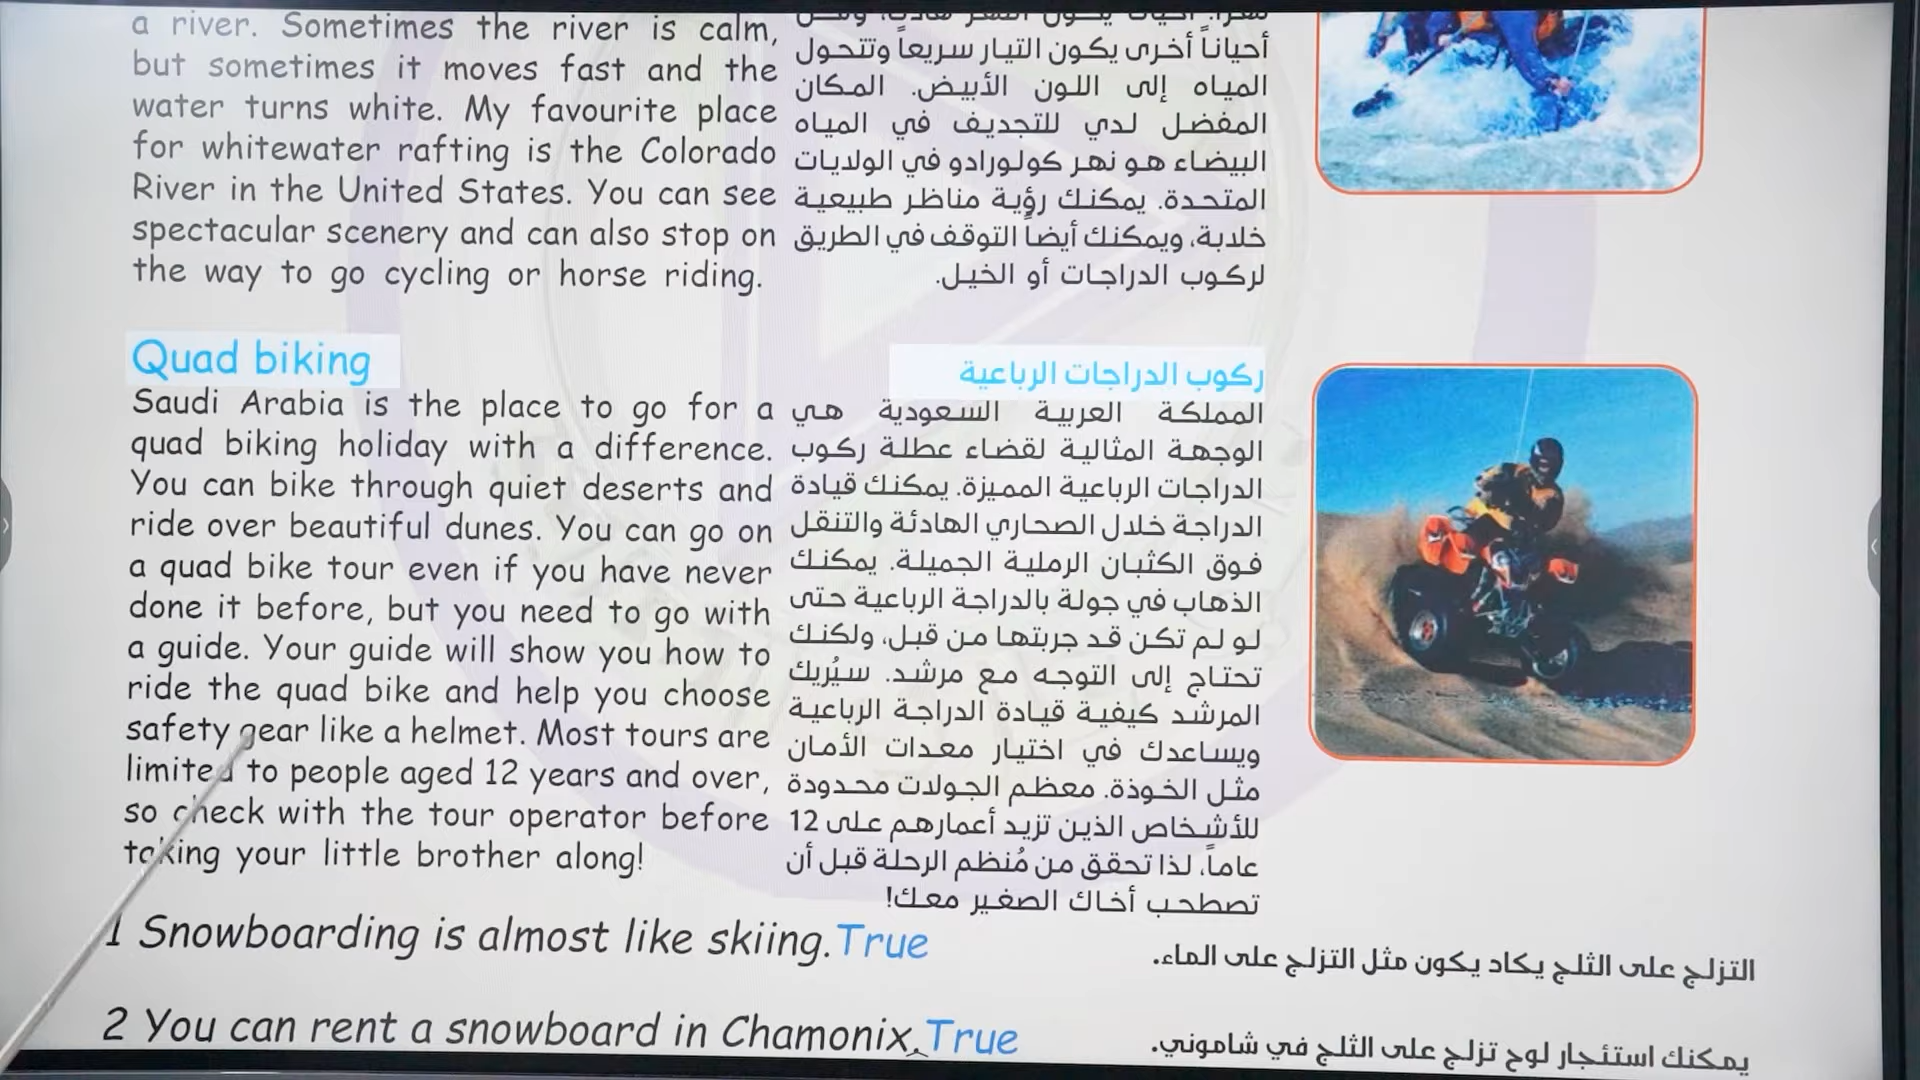 a river. Sometimes the river is calm,
but sometimes it moves fast and the
water turns white. My favourite place
for whitewater rafting is the Colorado
River in the United States. You can see
spectacular scenery and can also stop on
the way to go cycling or horse riding.
أحياناً أخرى يكون التيار سريعاً وتتحول
المياه إلى اللون الأبيض. المكان
المفضل لدي للتجديف في المياه
البيضاء هو نهر كولورادو في الولايات
المتحدة. يمكنك رؤية مناظر طبيعية
خلابة، ويمكنك أيضاً التوقف في الطريق
لركوب الدراجات أو الخيل.
Quad biking
Saudi Arabia is the place to go for a
quad biking holiday with a difference.
You can bike through quiet deserts and
ride over beautiful dunes. You can go on
a quad bike tour even if you have never
done it before, but you need to go with
a guide. Your guide will show you how to
ride the quad bike and help you choose
safety gear like a helmet. Most tours are
limited to people aged 12 years and over,
so check with the tour operator before
taking your little brother along!
ركوب الدراجات الرباعية
المملكة العربية السعودية هي
الوجهة المثالية لقضاء عطلة ركوب
الدراجات الرباعية المميزة. يمكنك قيادة
الدراجة خلال الصحاري الهادئة والتنقل
فوق الكثبان الرملية الجميلة. يمكنك
الذهاب في جولة بالدراجة الرباعية حتى
لو لم تكن قد جربتها من قبل، ولكنك
تحتاج إلى التوجه مع مرشد. سيُريك
المرشد كيفية قيادة الدراجة الرباعية
ويساعدك في اختيار معدات الأمان
مثل الخوذة. معظم الجولات محدودة
للأشخاص الذين تزيد أعمارهم على 12
عاماً، لذا تحقق من مُنظم الرحلة قبل أن
تصطحب أخاك الصغير معك!
1 Snowboarding is almost like skiing. True
التزلج على الثلج يكاد يكون مثل التزلج على الماء.
2 You can rent a snowboard in Chamonix. True
يمكنك استئجار لوح تزلج على الثلج في شاموني.